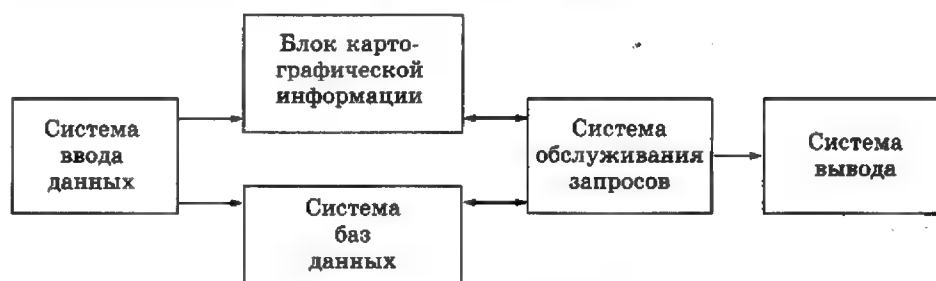 Блок карто-
графической
информации
Система
ввода
данных
Система
баз
данных
Система
обслуживания
запросов
Система
вывода